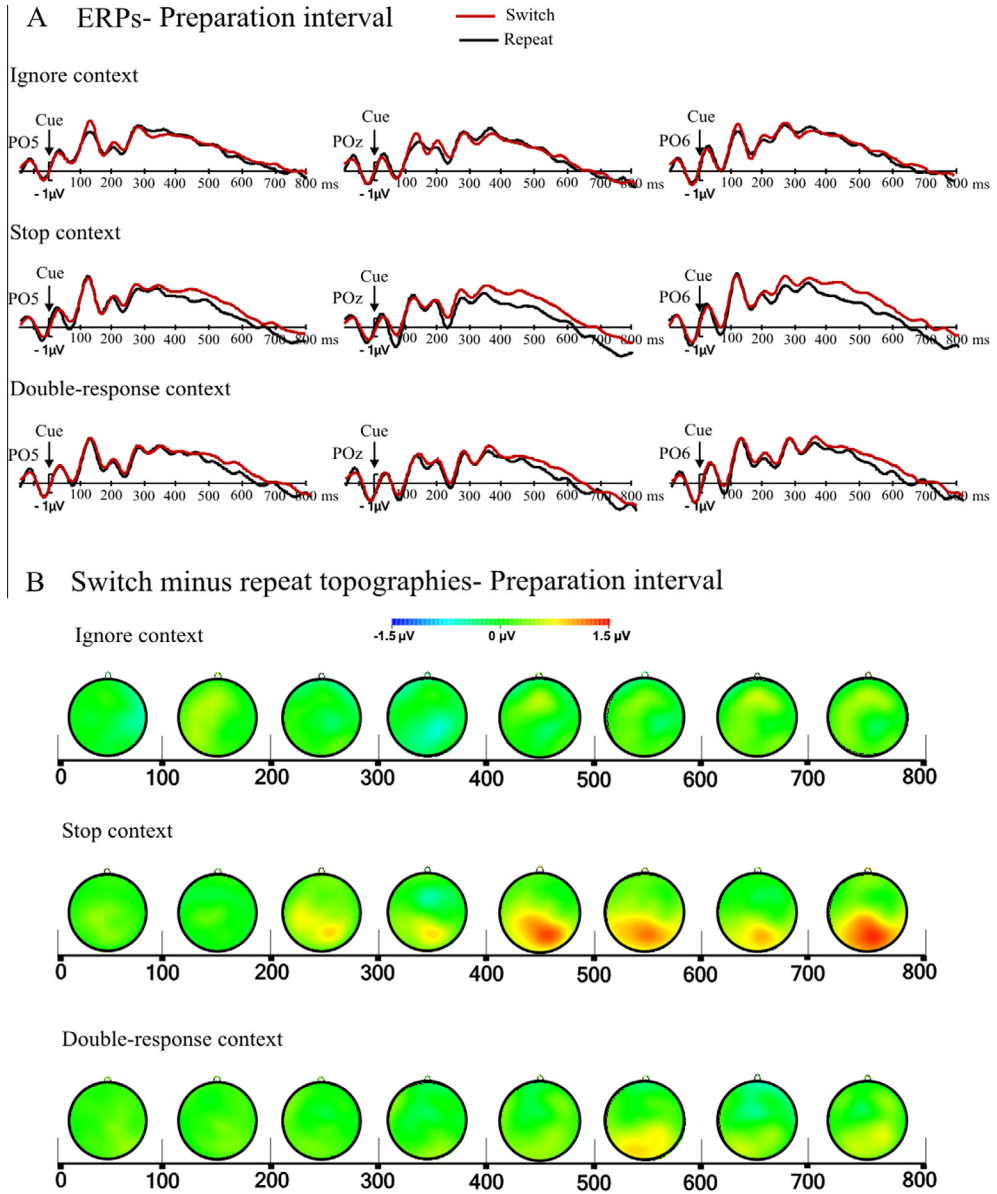 A ERPs- Preparation interval
Switch
Repeat
Ignore context
PO5 Cue - 1µV 100 200 300 400 500 600 700 800 ms
POz Cue - 1µV 100 200 300 400 500 600 700 800 ms
PO6 Cue - 1µV 100 200 300 400 500 600 700 800 ms
Stop context
PO5 Cue - 1µV 100 200 300 400 500 600 700 800 ms
POz Cue - 1µV 100 200 300 400 500 600 700 800 ms
PO6 Cue - 1µV 100 200 300 400 500 600 700 800 ms
Double-response context
PO5 Cue - 1µV 100 200 300 400 500 600 700 800 ms
POz Cue - 1µV 100 200 300 400 500 600 700 800 ms
PO6 Cue - 1µV 100 200 300 400 500 600 700 800 ms
B Switch minus repeat topographies- Preparation interval
Ignore context
-1.5 µV 0 µV 1.5 µV
0 100 200 300 400 500 600 700 800
Stop context
0 100 200 300 400 500 600 700 800
Double-response context
0 100 200 300 400 500 600 700 800